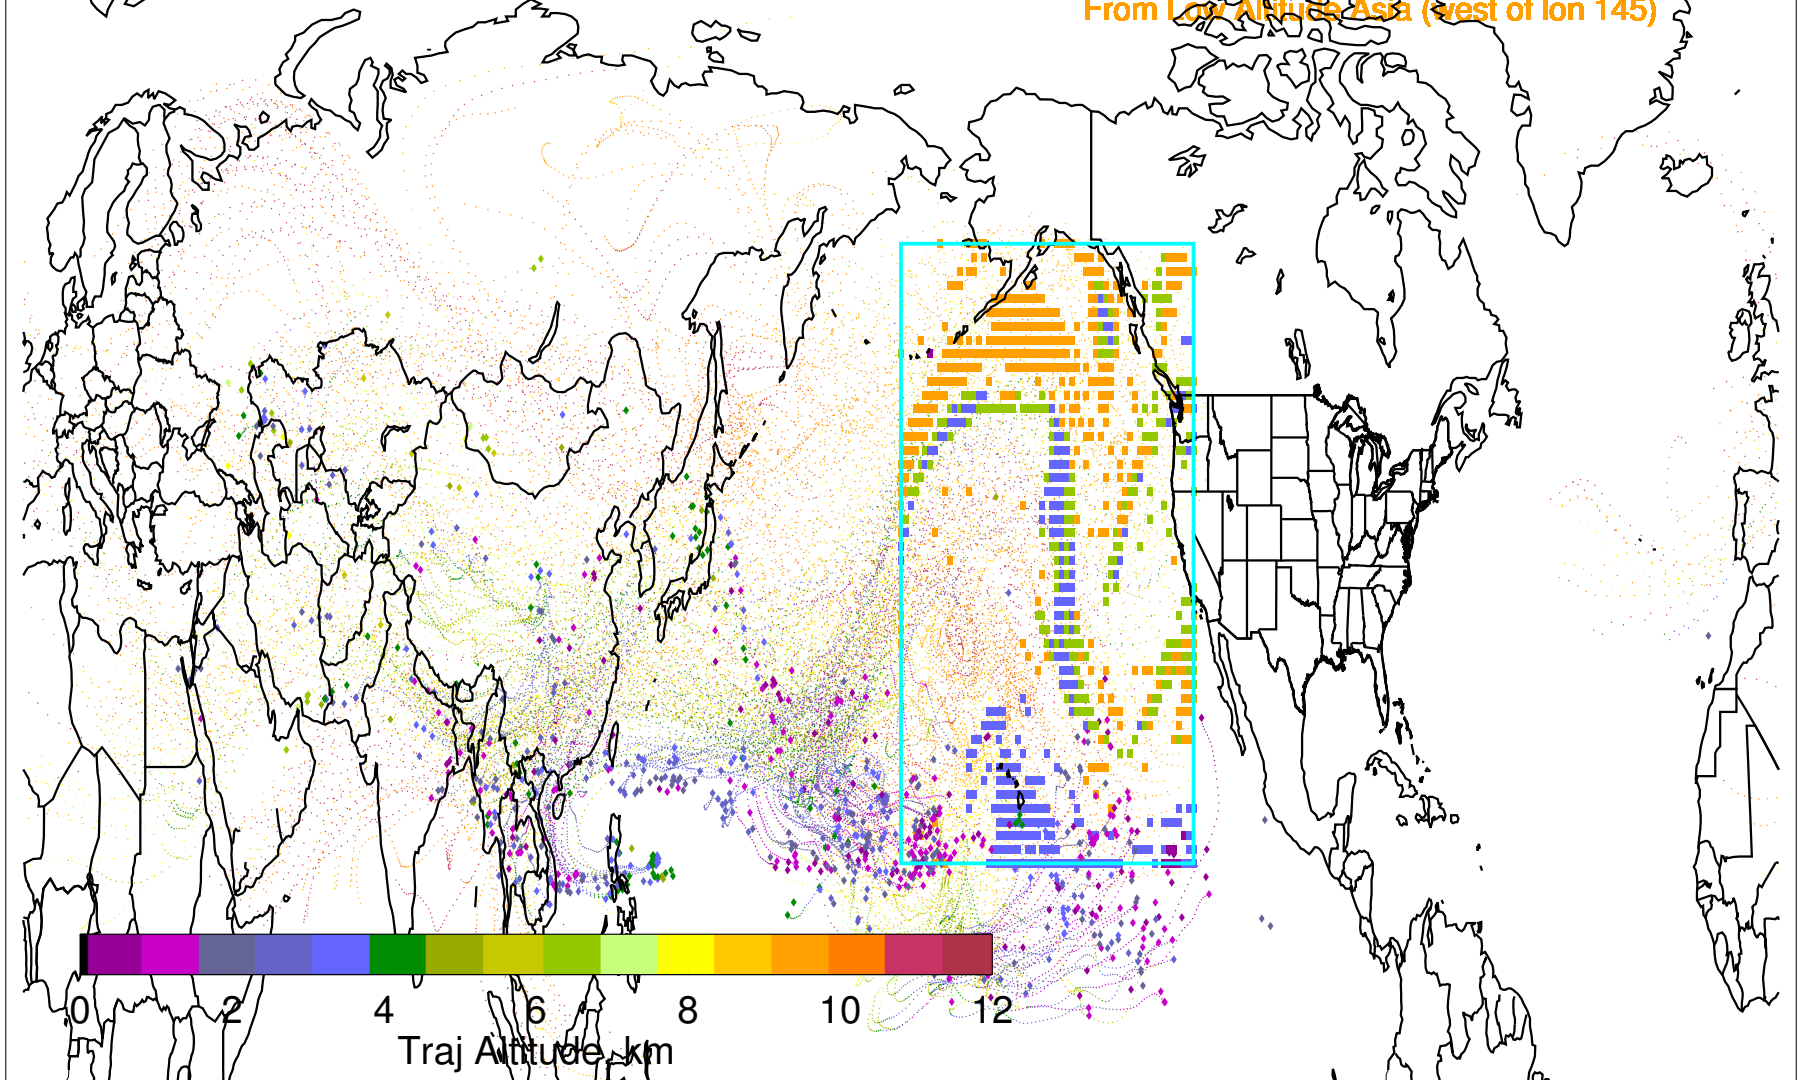 From Low Altitude Asia (west of lon 145)
0 2 4 6 8 10 12
Traj Altitude, km